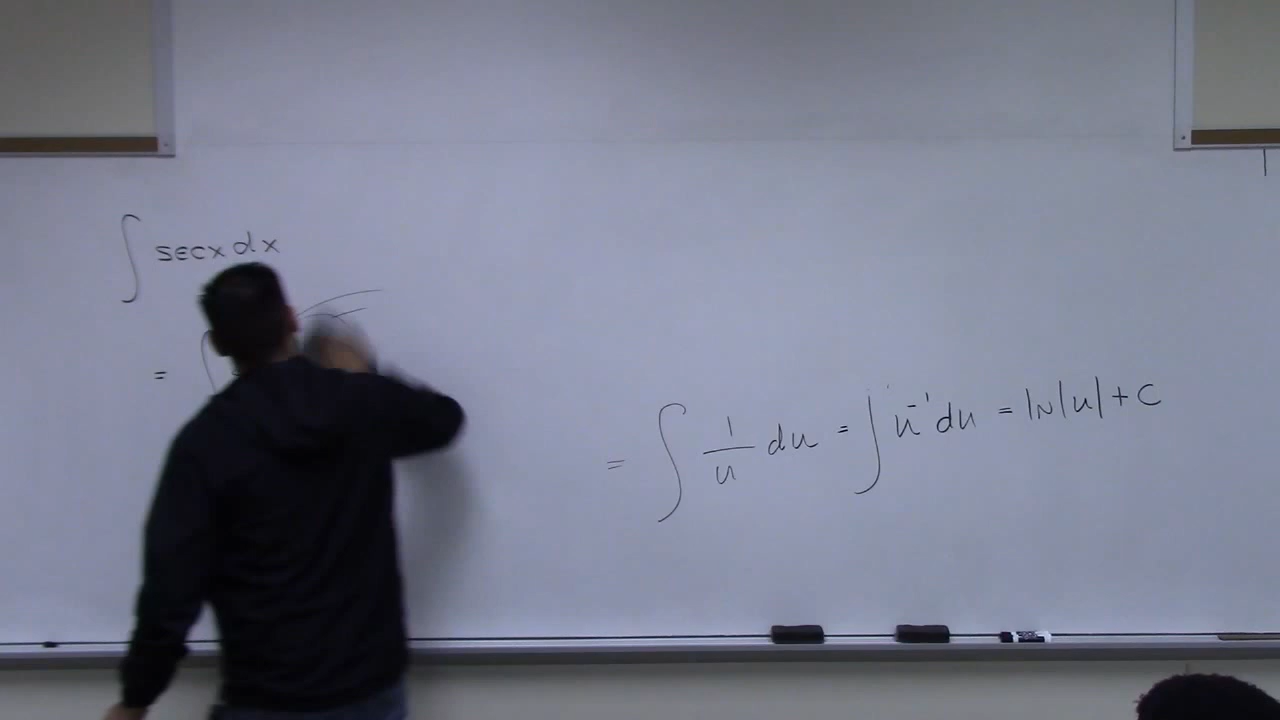 ∫ secx dx
=
= ∫ 1/u du = ∫ u⁻¹ du = ln|u| + C